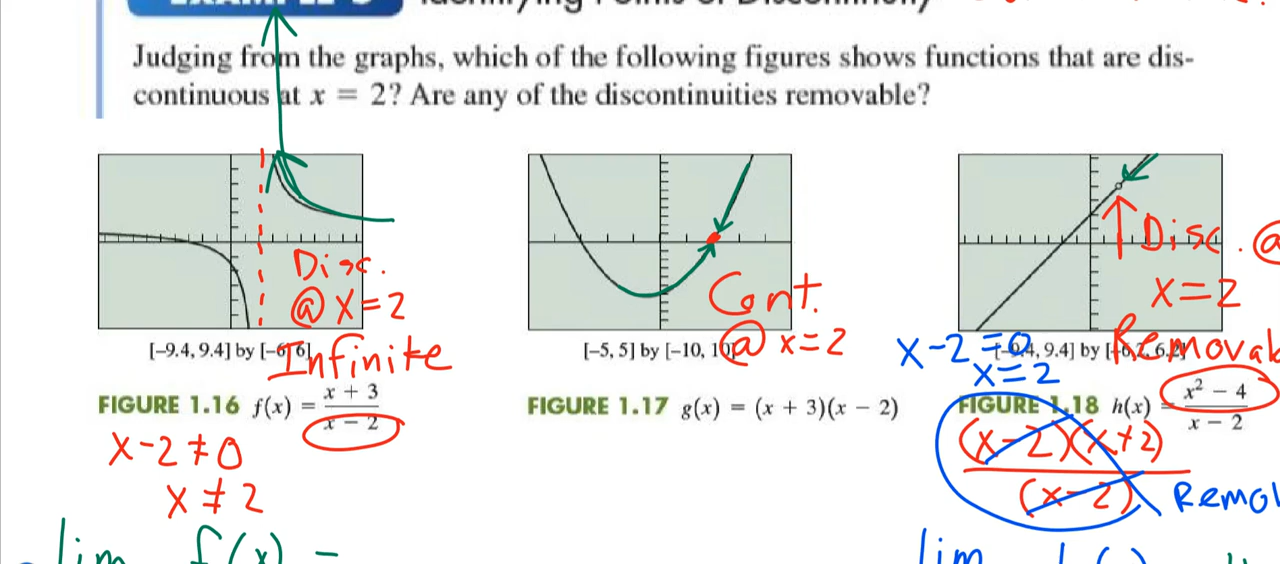 Judging from the graphs, which of the following figures shows functions that are dis-
continuous at x = 2? Are any of the discontinuities removable?
Disc.
@ x=2
Infinite
[−9.4, 9.4] by [−6, 6]
FIGURE 1.16 f(x) = x + 3 / x − 2
x-2≠0
x ≠ 2
lim f(x) =
Cont.
@ x=2
[−5, 5] by [−10, 10]
FIGURE 1.17 g(x) = (x + 3)(x − 2)
Disc. @
x=2
x-2=0
x=2
FIGURE 1.18 h(x) = x² − 4 / x − 2
(x-2)(x+2)
(x-2)
lim